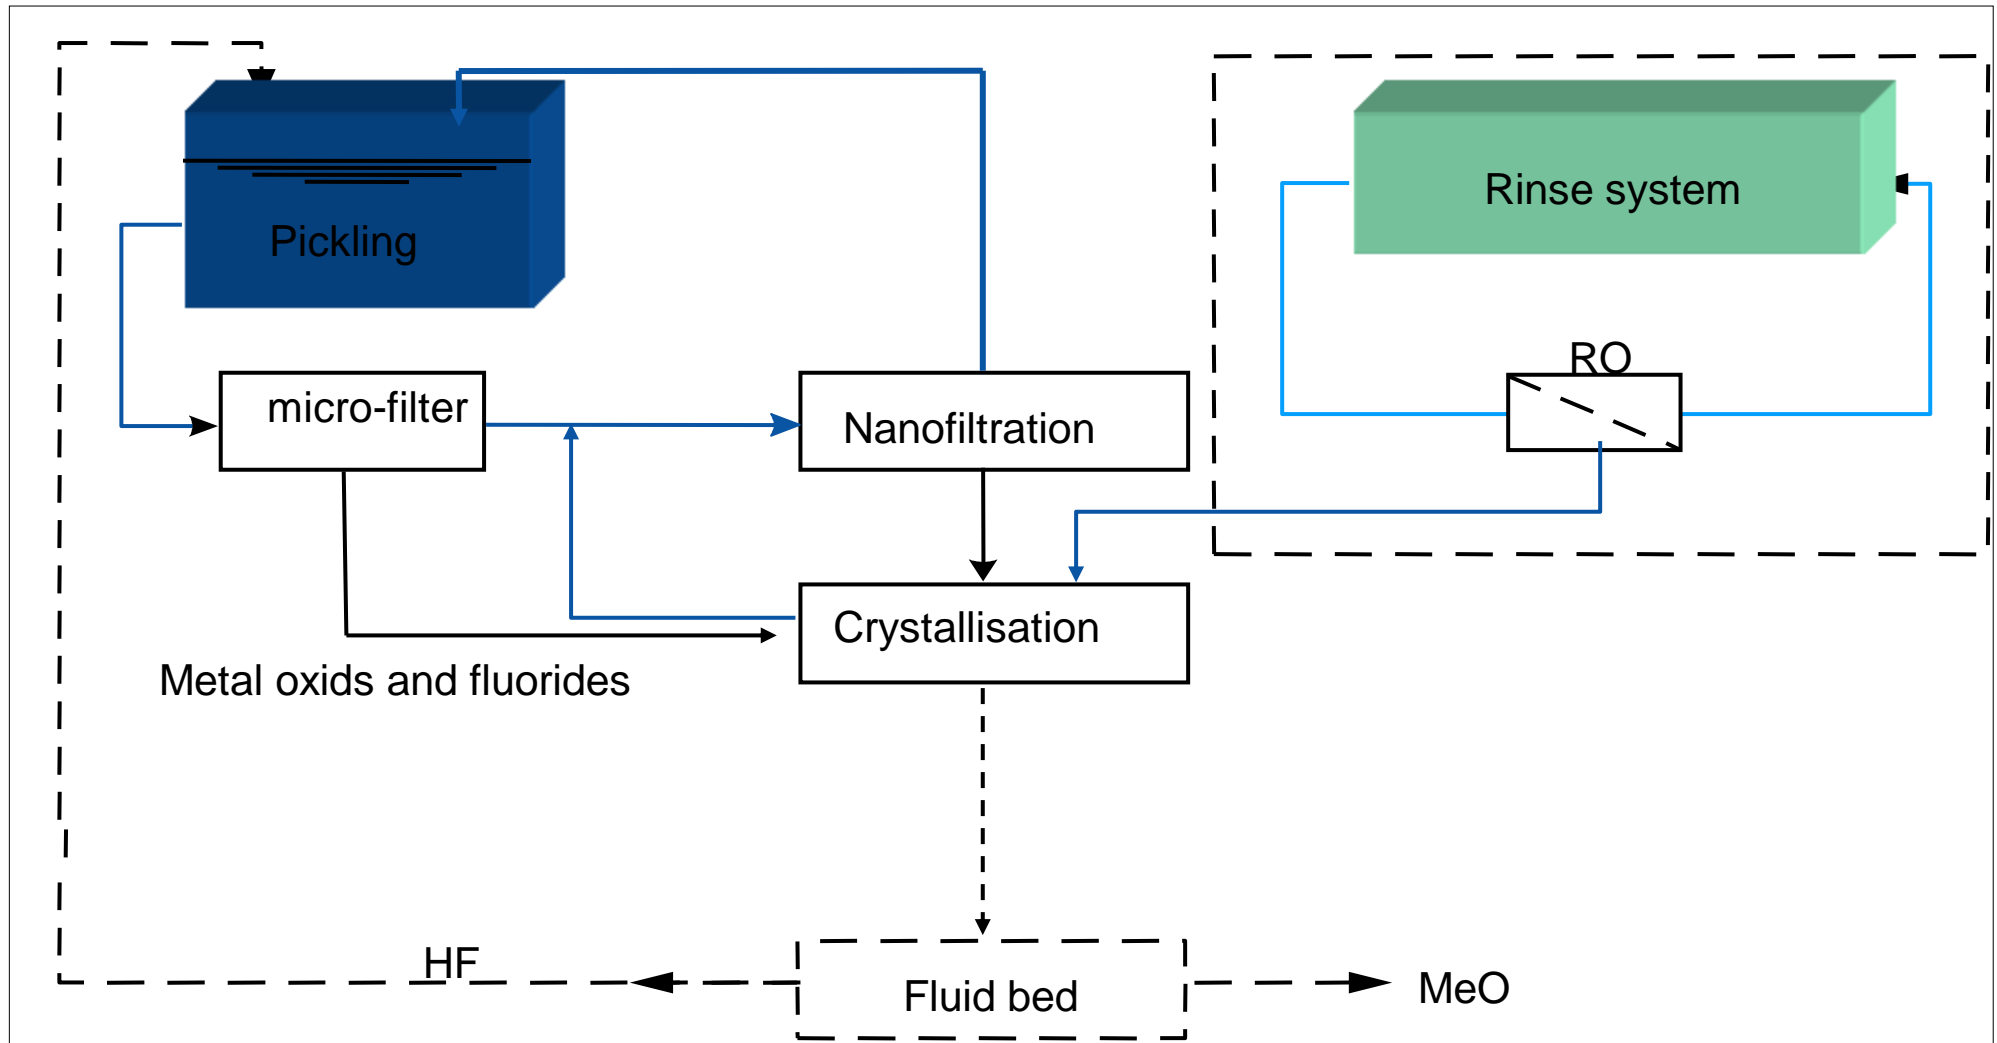 Pickling
Rinse system
RO
micro-filter
Nanofiltration
Crystallisation
Metal oxids and fluorides
HF
Fluid bed
MeO